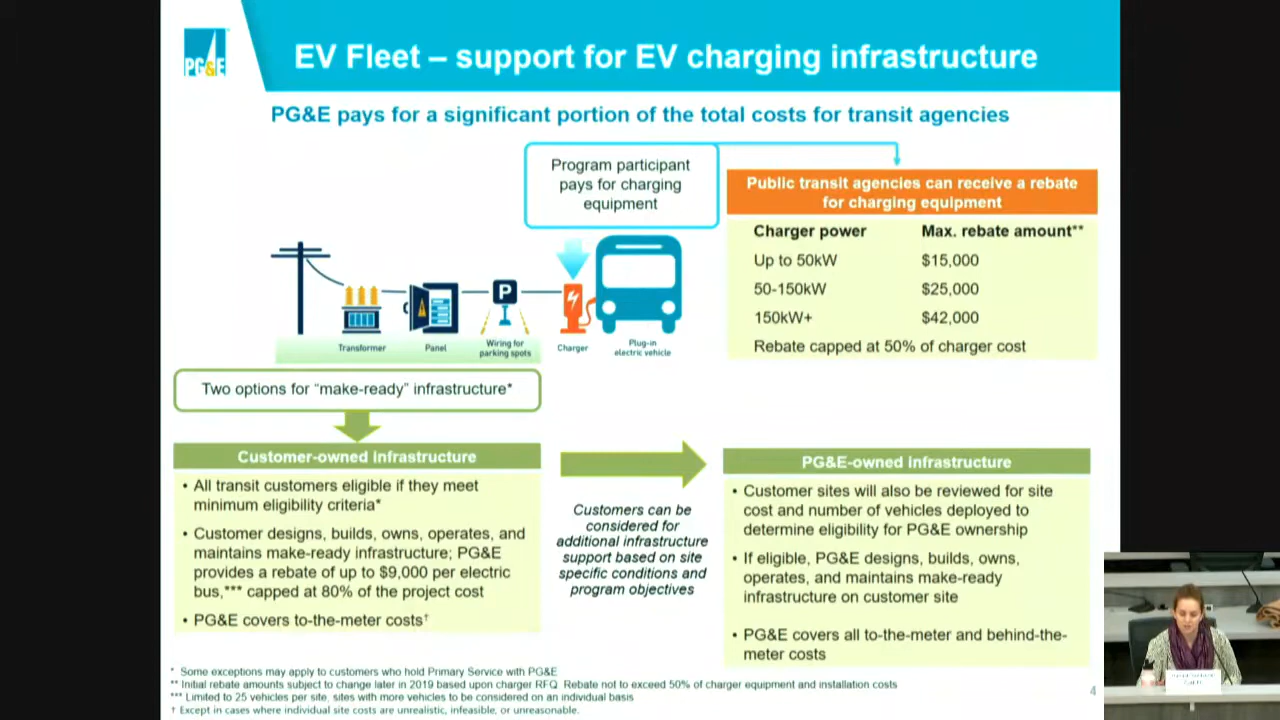 PG&E
EV Fleet – support for EV charging infrastructure
PG&E pays for a significant portion of the total costs for transit agencies
Program participant
pays for charging
equipment
Public transit agencies can receive a rebate
for charging equipment
Charger power Max. rebate amount**
Up to 50kW $15,000
50-150kW $25,000
150kW+ $42,000
Rebate capped at 50% of charger cost
P
Transformer
Panel
Wiring for
parking spots
Charger
Plug-in
electric vehicle
Two options for “make-ready” infrastructure*
Customer-owned infrastructure
• All transit customers eligible if they meet
minimum eligibility criteria*
• Customer designs, builds, owns, operates, and
maintains make-ready infrastructure; PG&E
provides a rebate of up to $9,000 per electric
bus,*** capped at 80% of the project cost
• PG&E covers to-the-meter costs†
Customers can be
considered for
additional infrastructure
support based on site
specific conditions and
program objectives
PG&E-owned infrastructure
• Customer sites will also be reviewed for site
cost and number of vehicles deployed to
determine eligibility for PG&E ownership
• If eligible, PG&E designs, builds, owns,
operates, and maintains make-ready
infrastructure on customer site
• PG&E covers all to-the-meter and behind-the-
meter costs
* Some exceptions may apply to customers who hold Primary Service with PG&E
** Initial rebate amounts subject to change later in 2019 based upon charger RFQ. Rebate not to exceed 50% of charger equipment and installation costs
*** Limited to 25 vehicles per site, sites with more vehicles to be considered on an individual basis
† Except in cases where individual site costs are unrealistic, infeasible, or unreasonable.
4